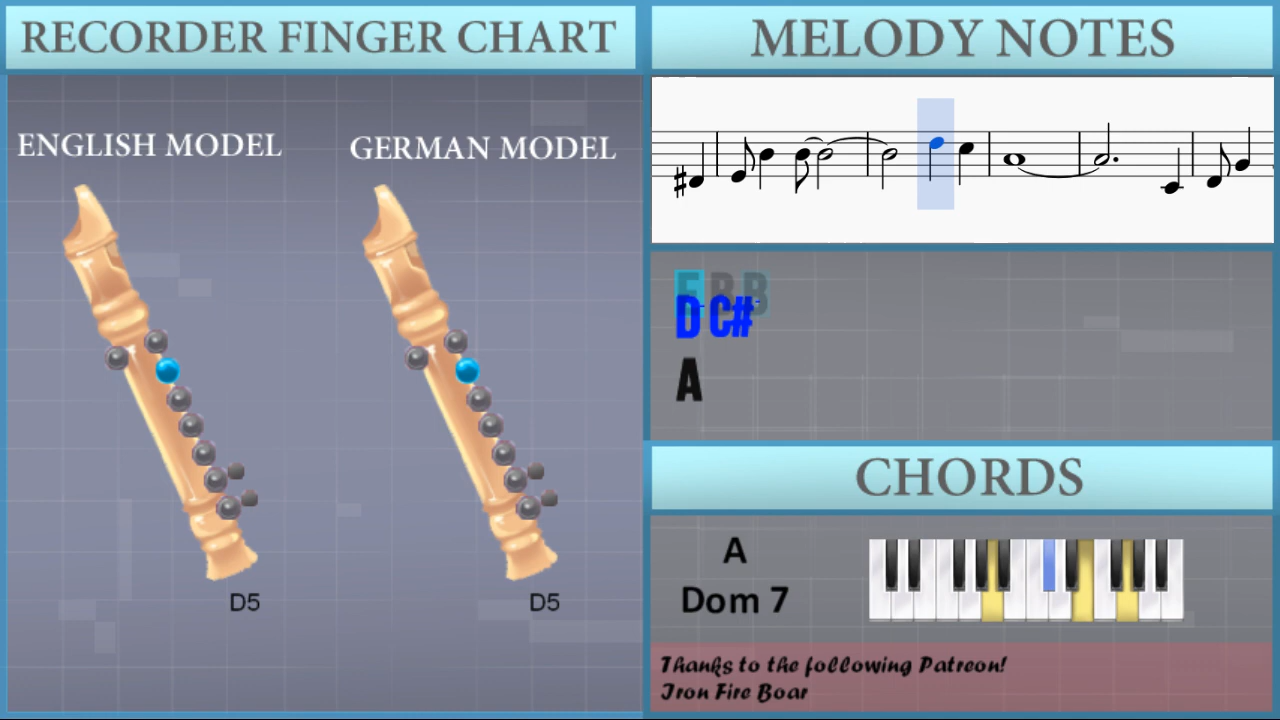 RECORDER FINGER CHART
ENGLISH MODEL
GERMAN MODEL
D5
D5
MELODY NOTES
E B B
D C#
A
CHORDS
A
Dom 7
Thanks to the following Patreon!
Iron Fire Boar